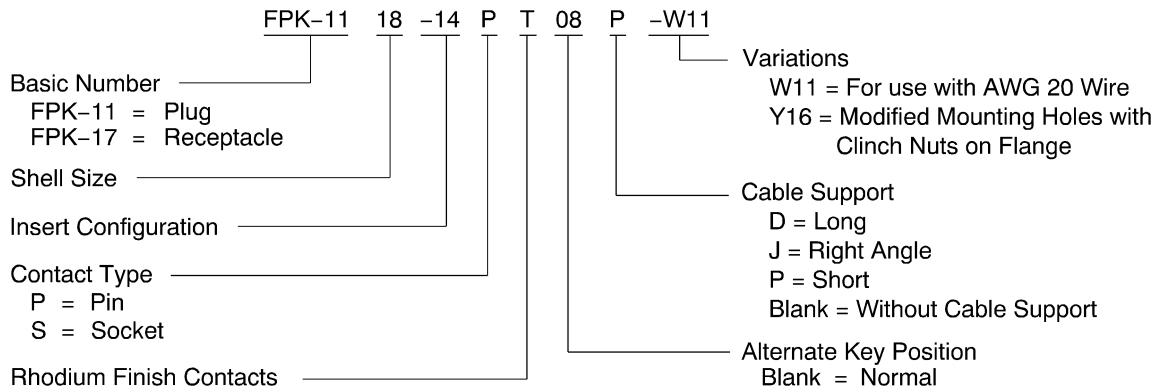 FPK-11 18 -14 P T 08 P -W11
Basic Number
FPK-11 = Plug
FPK-17 = Receptacle
Shell Size
Insert Configuration
Contact Type
P = Pin
S = Socket
Rhodium Finish Contacts
Variations
W11 = For use with AWG 20 Wire
Y16 = Modified Mounting Holes with
Clinch Nuts on Flange
Cable Support
D = Long
J = Right Angle
P = Short
Blank = Without Cable Support
Alternate Key Position
Blank = Normal